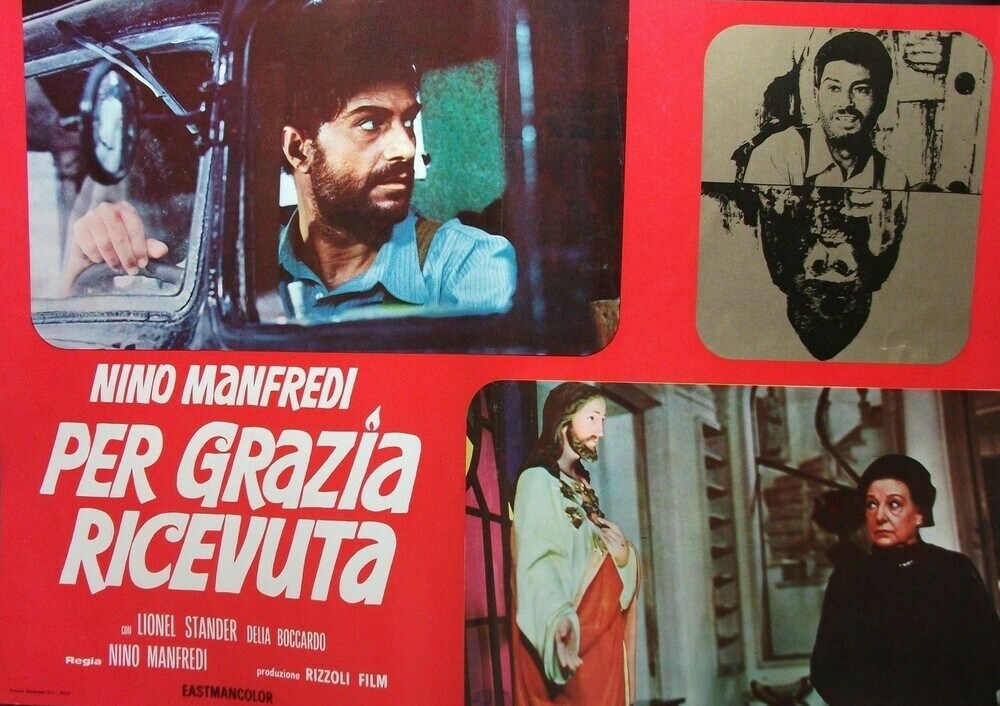 NINO MANFREDI
PER GRAZIA
RICEVUTA
con LIONEL STANDER DELIA BOCCARDO
Regia NINO MANFREDI
produzione RIZZOLI FILM
EASTMANCOLOR